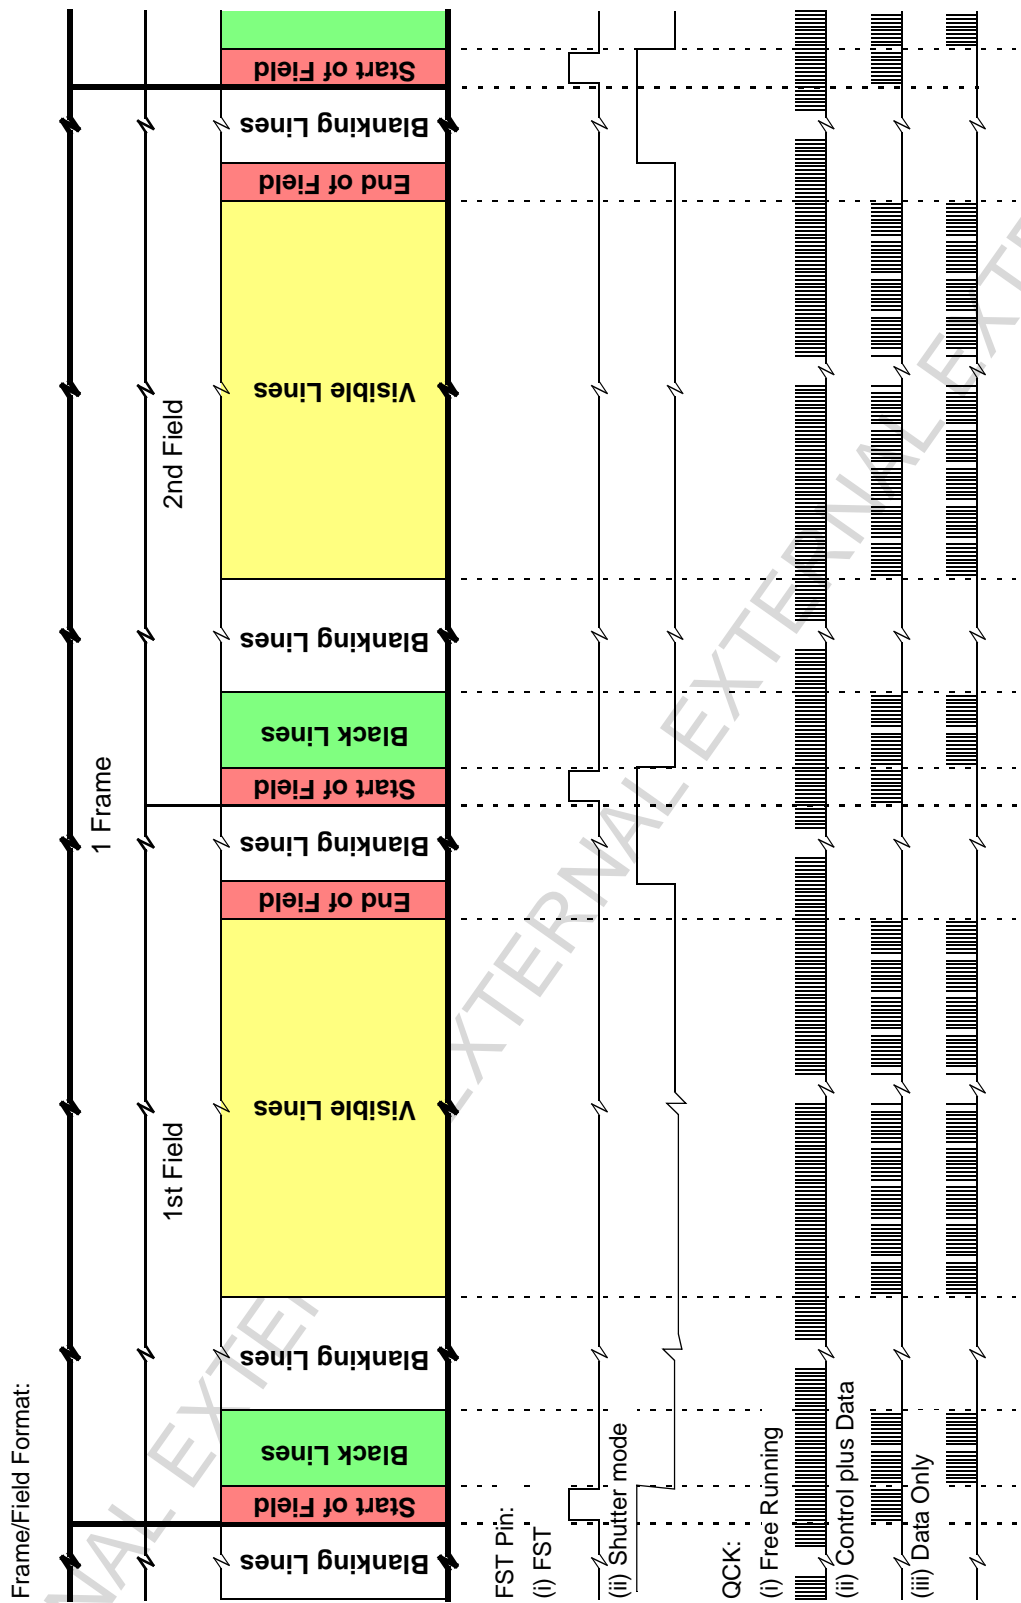 Frame/Field Format:
1 Frame
1st Field
2nd Field
Blanking Lines
Start of Field
Black Lines
Blanking Lines
Visible Lines
End of Field
Blanking Lines
Start of Field
Black Lines
Blanking Lines
Visible Lines
End of Field
Blanking Lines
Start of Field
FST Pin:
(i) FST
(ii) Shutter mode
QCK:
(i) Free Running
(ii) Control plus Data
(iii) Data Only
EXTERNAL EXTERNAL